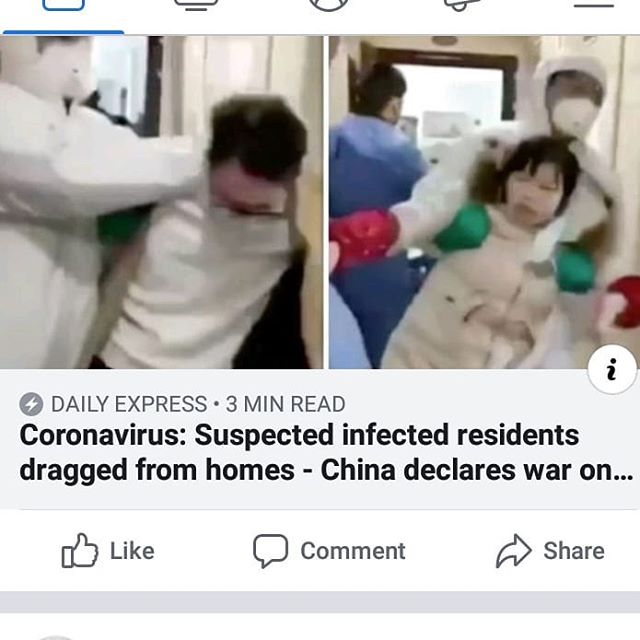 DAILY EXPRESS • 3 MIN READ
Coronavirus: Suspected infected residents
dragged from homes - China declares war on...
Like Comment Share